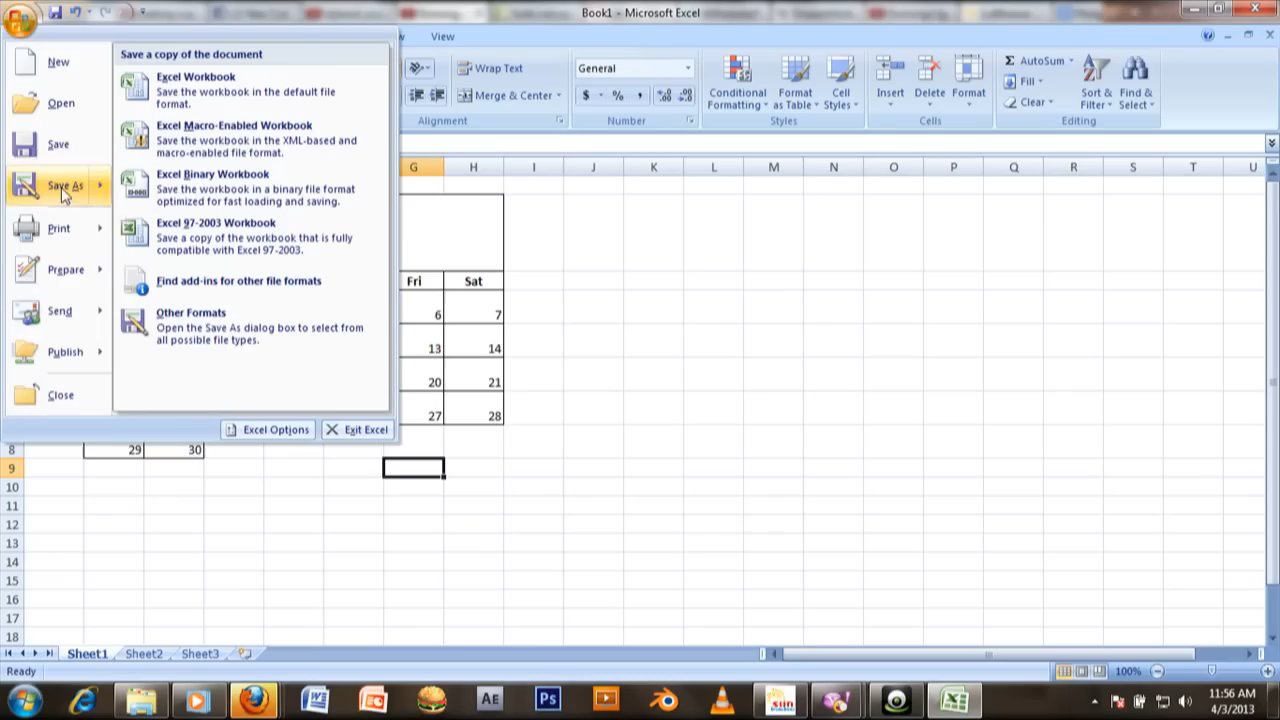 Book1 - Microsoft Excel
View
New
Open
Save
Save As
Print
Prepare
Send
Publish
Close
Save a copy of the document
Excel Workbook
Save the workbook in the default file
format.
Excel Macro-Enabled Workbook
Save the workbook in the XML-based and
macro-enabled file format.
Excel Binary Workbook
Save the workbook in a binary file format
optimized for fast loading and saving.
Excel 97-2003 Workbook
Save a copy of the workbook that is fully
compatible with Excel 97-2003.
Find add-ins for other file formats
Other Formats
Open the Save As dialog box to select from
all possible file types.
Excel Options
Exit Excel
Wrap Text
Merge & Center
Alignment
General
$ % ,
Number
Conditional
Formatting
Format
as Table
Cell
Styles
Styles
Insert
Delete
Format
Cells
Σ AutoSum
Fill
Clear
Sort &
Filter
Find &
Select
Editing
G H I J K L M N O P Q R S T U
Fri Sat
6 7
13 14
20 21
27 28
8 29 30
9
10
11
12
13
14
15
16
17
18
Sheet1 Sheet2 Sheet3
Ready
100%
AE
Ps
sun
11:56 AM
4/3/2013